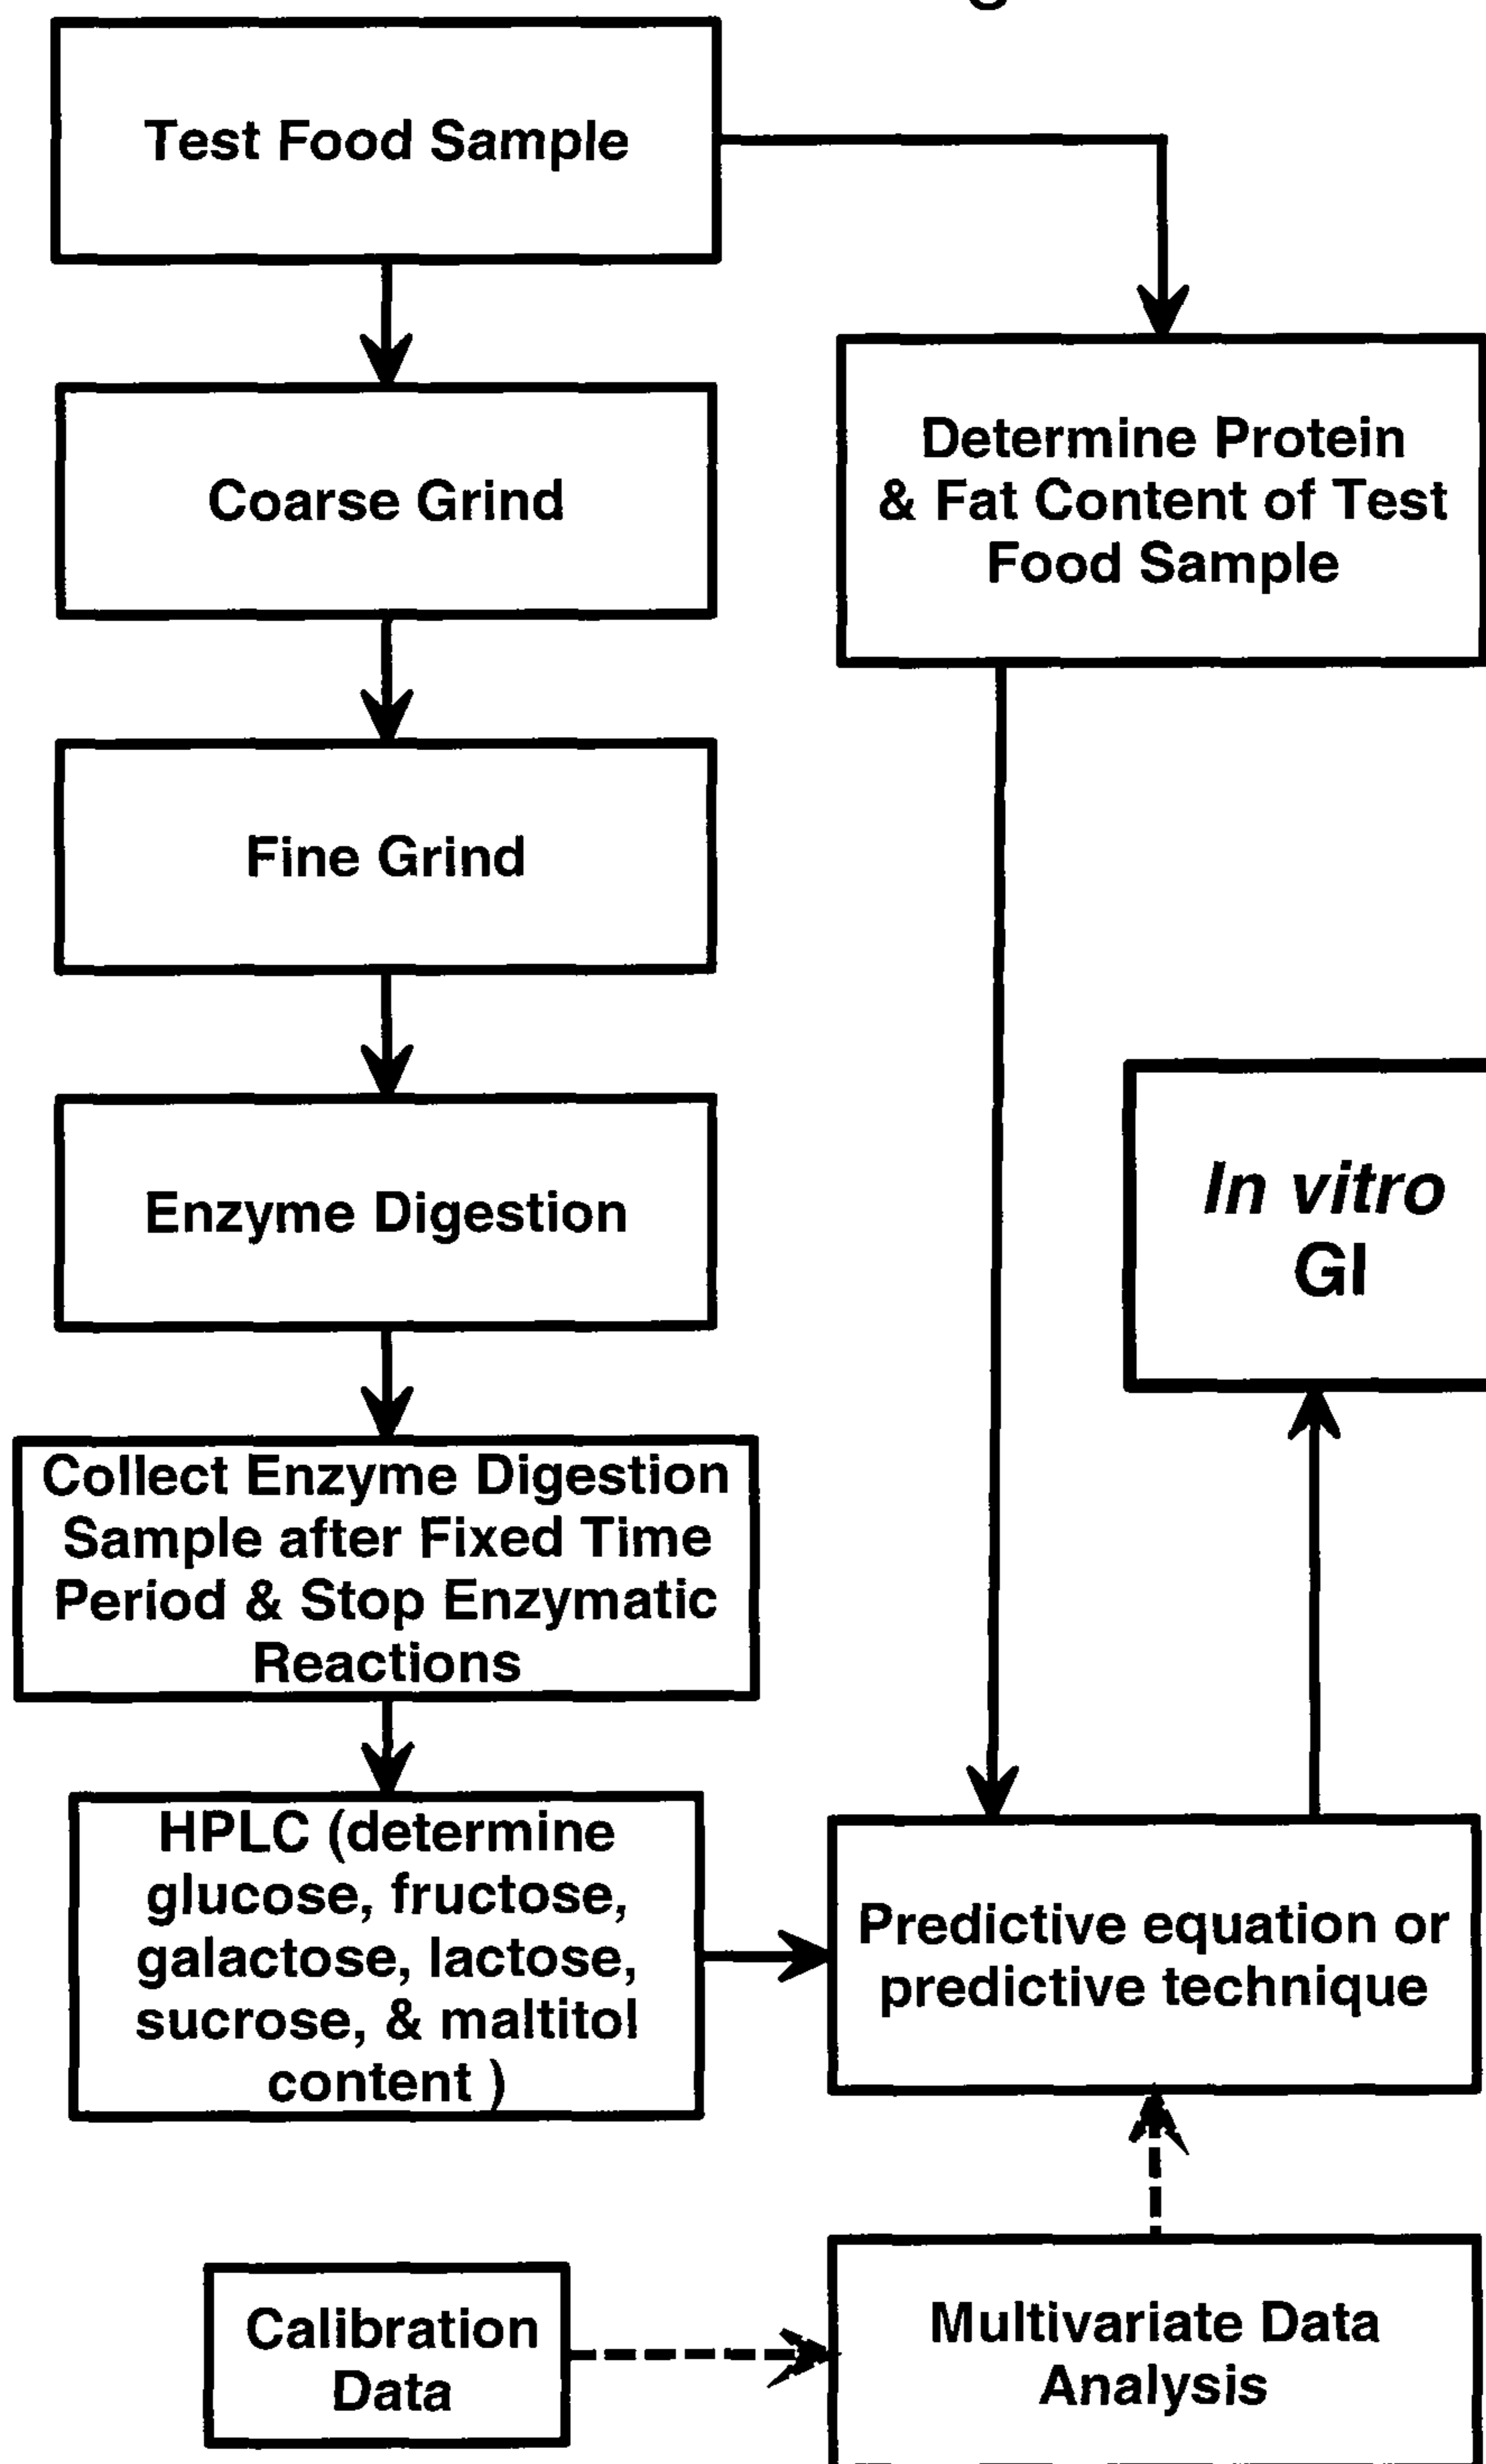 Test Food Sample
Determine Protein
& Fat Content of Test
Food Sample
Coarse Grind
Fine Grind
Enzyme Digestion
In vitro
GI
Collect Enzyme Digestion
Sample after Fixed Time
Period & Stop Enzymatic
Reactions
HPLC (determine
glucose, fructose,
galactose, lactose,
sucrose, & maltitol
content )
Predictive equation or
predictive technique
Calibration
Data
Multivariate Data
Analysis